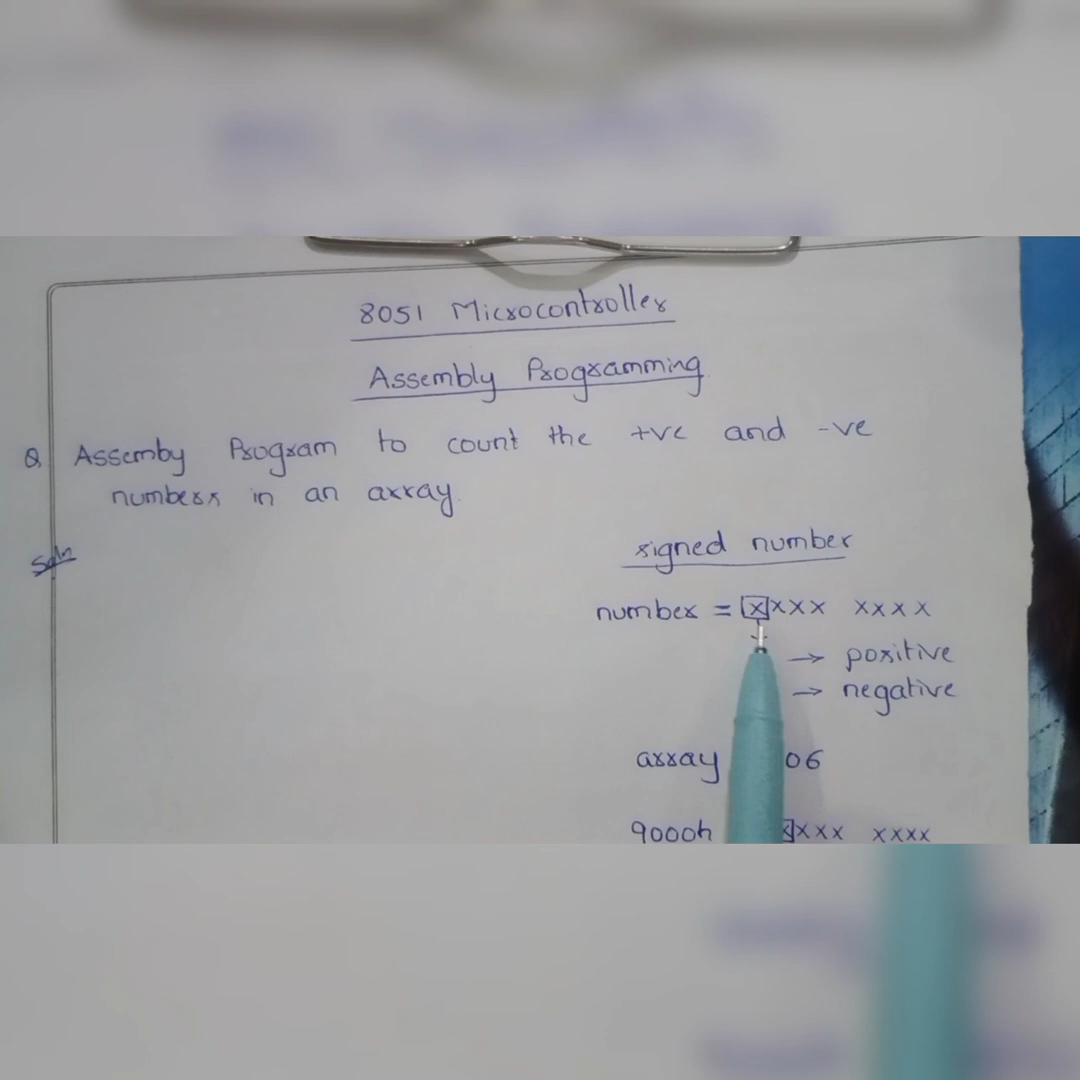 8051 Microcontroller
Assembly Programming
Q Assemby Program to count the +ve and -ve
numbers in an array.
Soln
signed number
number = xxxx xxxx
→ positive
→ negative
array 06
9000h xxxx xxxx